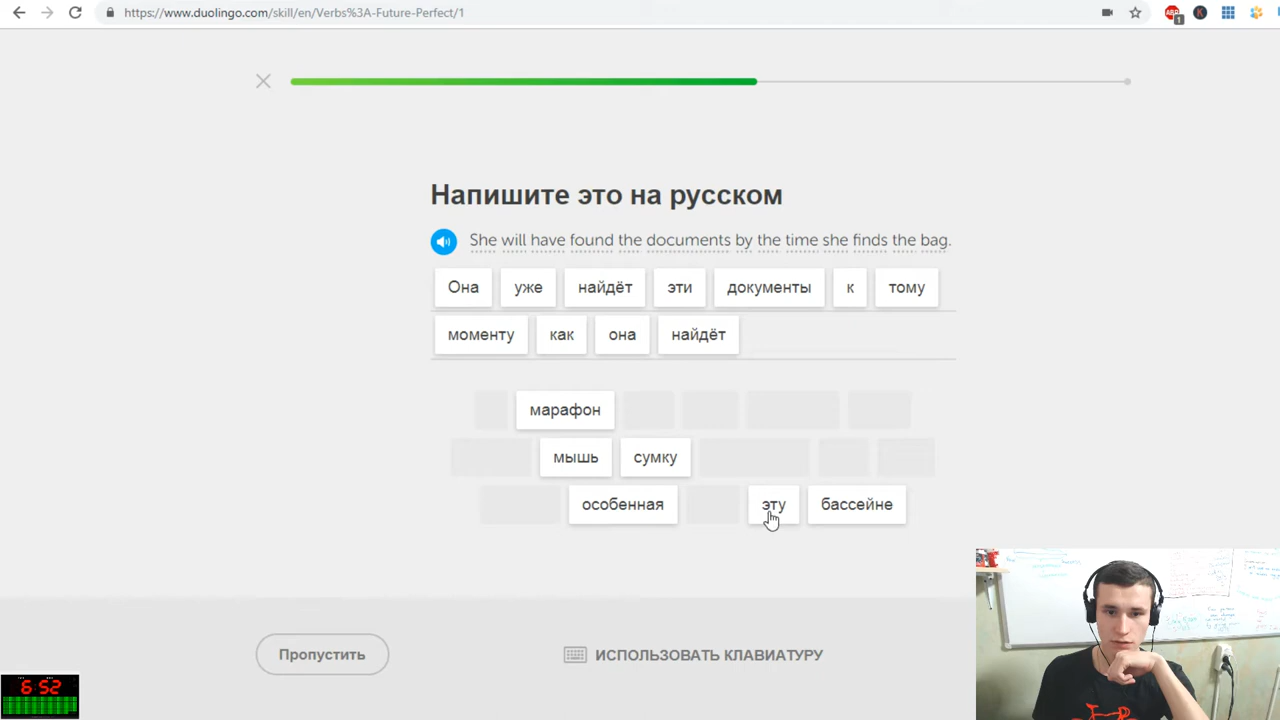 https://www.duolingo.com/skill/en/Verbs%3A-Future-Perfect/1
ABP
1
K
Напишите это на русском
She will have found the documents by the time she finds the bag.
Она уже найдёт эти документы к тому
моменту как она найдёт
марафон
мышь сумку
особенная эту бассейне
Пропустить
ИСПОЛЬЗОВАТЬ КЛАВИАТУРУ
6:52